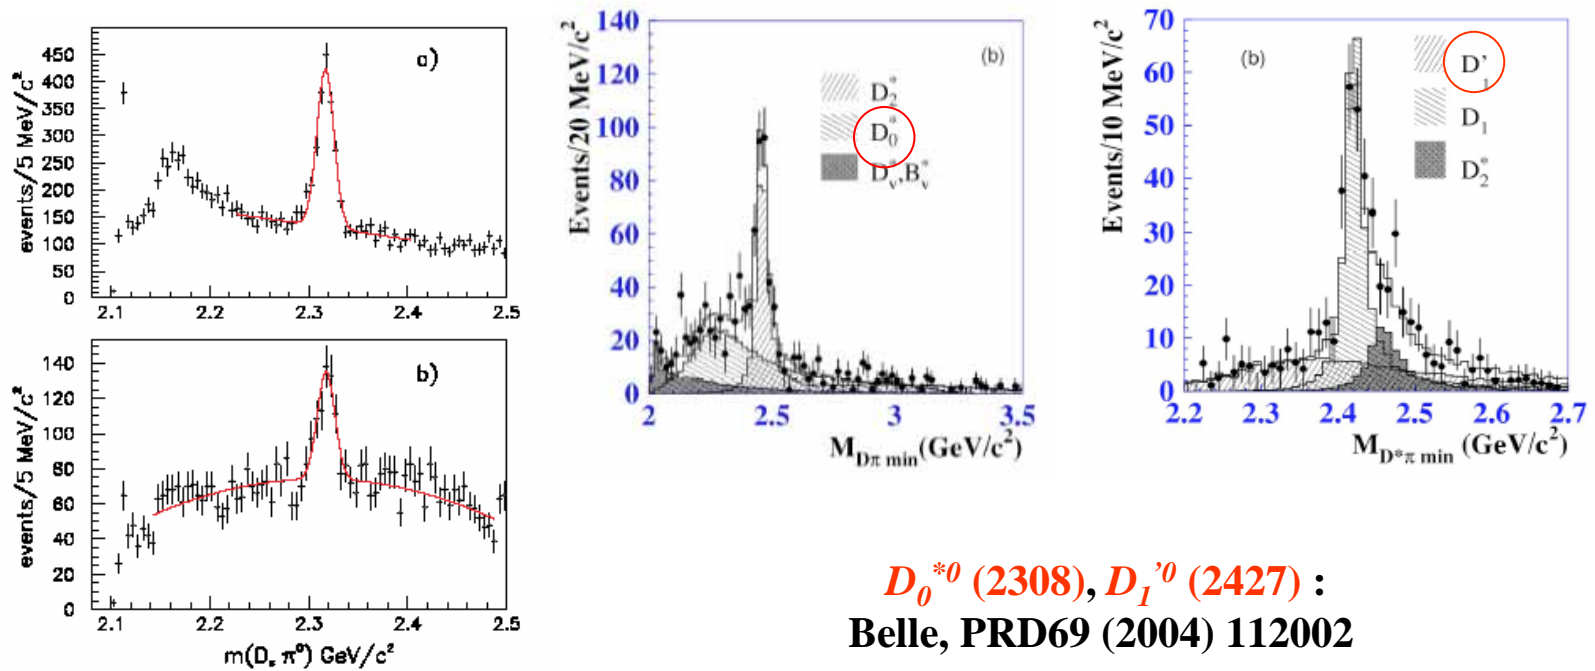 a)
events/5 MeV/c²
450
400
350
300
250
200
150
100
50
0
2.1 2.2 2.3 2.4 2.5
b)
events/5 MeV/c²
140
120
100
80
60
40
20
0
2.1 2.2 2.3 2.4 2.5
m(Dₛ π⁰) GeV/c²
Events/20 MeV/c²
140
120
100
80
60
40
20
0
(b)
D₂*
D₀*
Dᵥ*,Bᵥ*
2 2.5 3 3.5
M_Dπ min (GeV/c²)
Events/10 MeV/c²
70
60
50
40
30
20
10
0
(b)
D'₁
D₁
D₂*
2.2 2.3 2.4 2.5 2.6 2.7
M_D*π min (GeV/c²)
D₀*⁰ (2308), D₁'⁰ (2427) :
Belle, PRD69 (2004) 112002